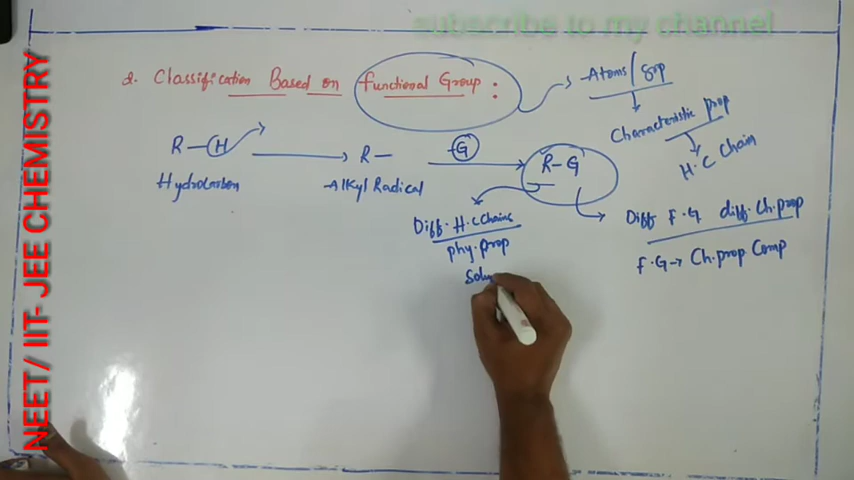 subscribe to my channel
NEET/ IIT- JEE CHEMISTRY
2. Classification Based on functional Group :
Atoms/ Grp
Characteristic prop
H.C Chain
R-H
R-
G
R-G
Hydrocarbon
Alkyl Radical
Diff. H.C Chains
phy. prop
Solu
Diff F.G diff. Ch. prop
F.G→ Ch. prop Comp